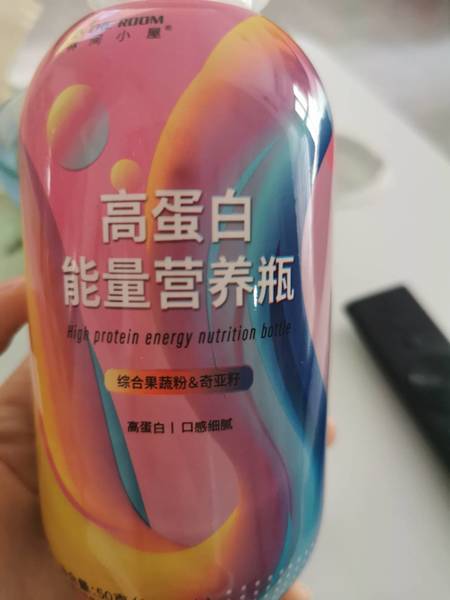 ROOM
小屋®
高蛋白
能量营养瓶
High protein energy nutrition bottle
综合果蔬粉&奇亚籽
高蛋白 | 口感细腻